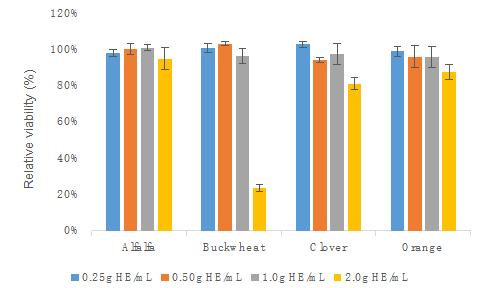 120%
100%
80%
60%
40%
20%
0%
Relative viability (%)
Alfalfa Buckwheat Clover Orange
0.25g HE/mL 0.50g HE/mL 1.0g HE/mL 2.0g HE/mL